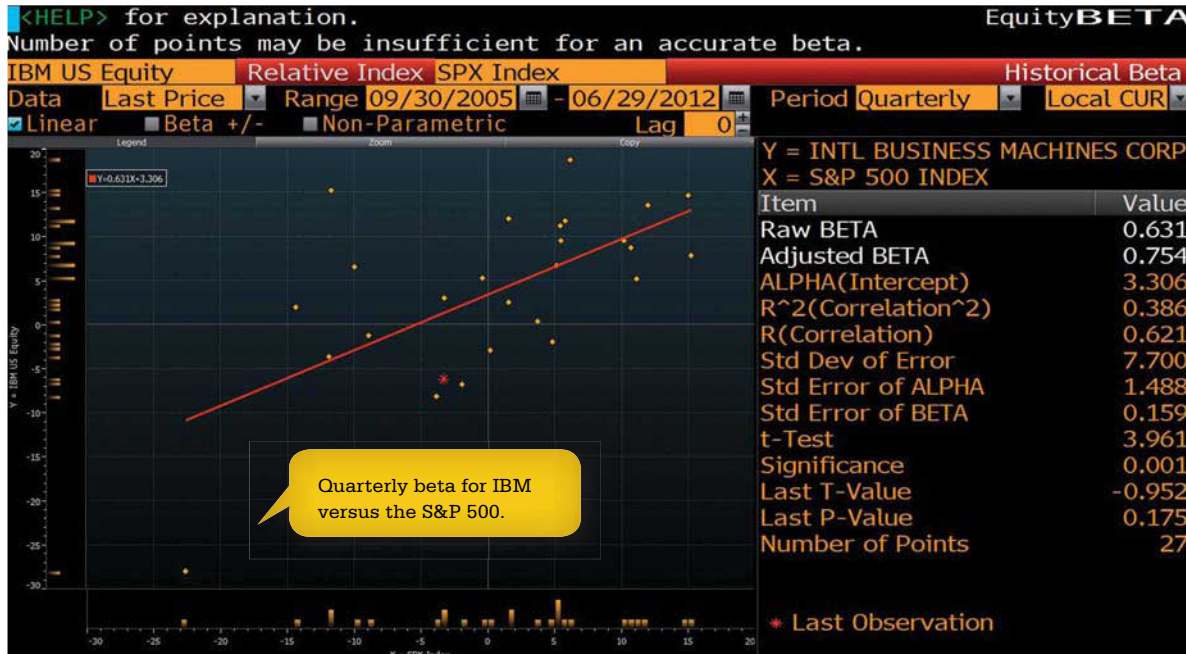 <HELP> for explanation. EquityBETA
Number of points may be insufficient for an accurate beta.
IBM US Equity Relative Index SPX Index Historical Beta
Data Last Price Range 09/30/2005 - 06/29/2012 Period Quarterly Local CUR
Linear Beta +/- Non-Parametric Lag 0
Legend Zoom Copy
Y = INTL BUSINESS MACHINES CORP
X = S&P 500 INDEX
Item Value
Raw BETA 0.631
Adjusted BETA 0.754
ALPHA(Intercept) 3.306
R^2(Correlation^2) 0.386
R(Correlation) 0.621
Std Dev of Error 7.700
Std Error of ALPHA 1.488
Std Error of BETA 0.159
t-Test 3.961
Significance 0.001
Last T-Value -0.952
Last P-Value 0.175
Number of Points 27
* Last Observation
Y=0.631X+3.306
20
15
10
5
0
-5
-10
-15
-20
-25
-30
Y = IBM US Equity
Quarterly beta for IBM
versus the S&P 500.
-30 -25 -20 -15 -10 -5 0 5 10 15 20
X = SPX Index